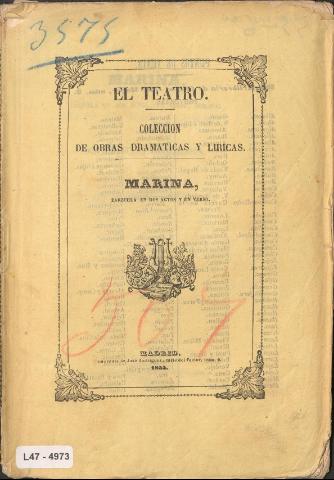 3575
EL TEATRO.
COLECCION
DE OBRAS DRAMATICAS Y LIRICAS.
MARINA,
ZARZUELA EN DOS ACTOS Y EN VERSO.
507
MADRID.
1855.
L47 - 4973